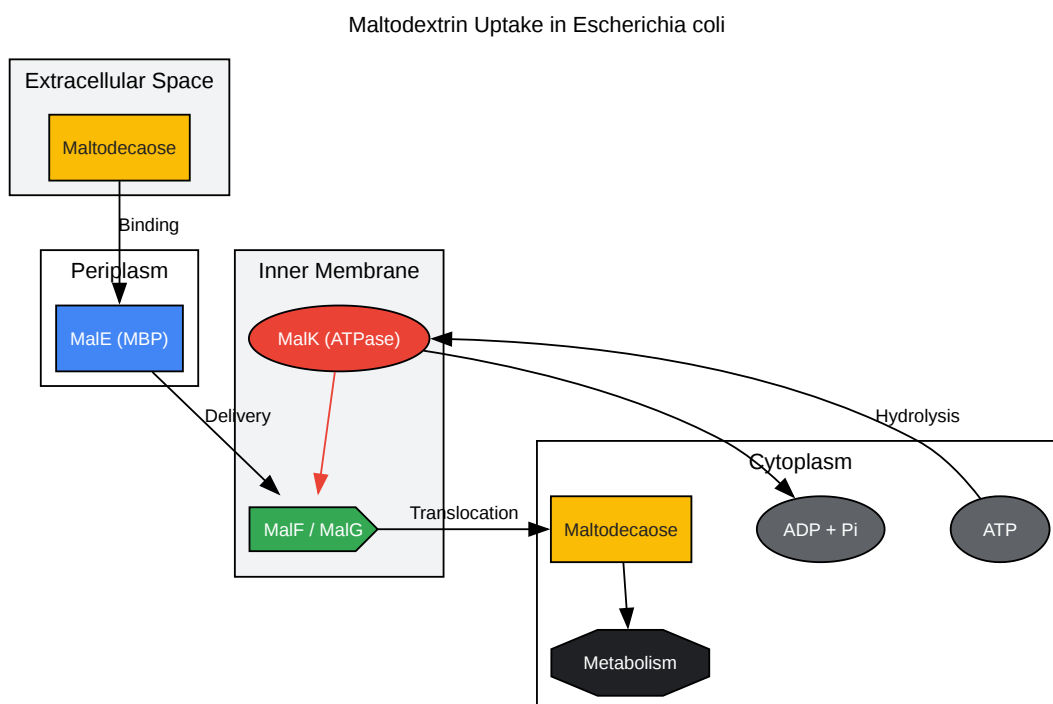 Maltodextrin Uptake in Escherichia coli
Extracellular Space
Maltodecaose
Binding
Periplasm
MalE (MBP)
Inner Membrane
MalK (ATPase)
Delivery
Hydrolysis
MalF / MalG
Translocation
Cytoplasm
Maltodecaose
ADP + Pi
ATP
Metabolism